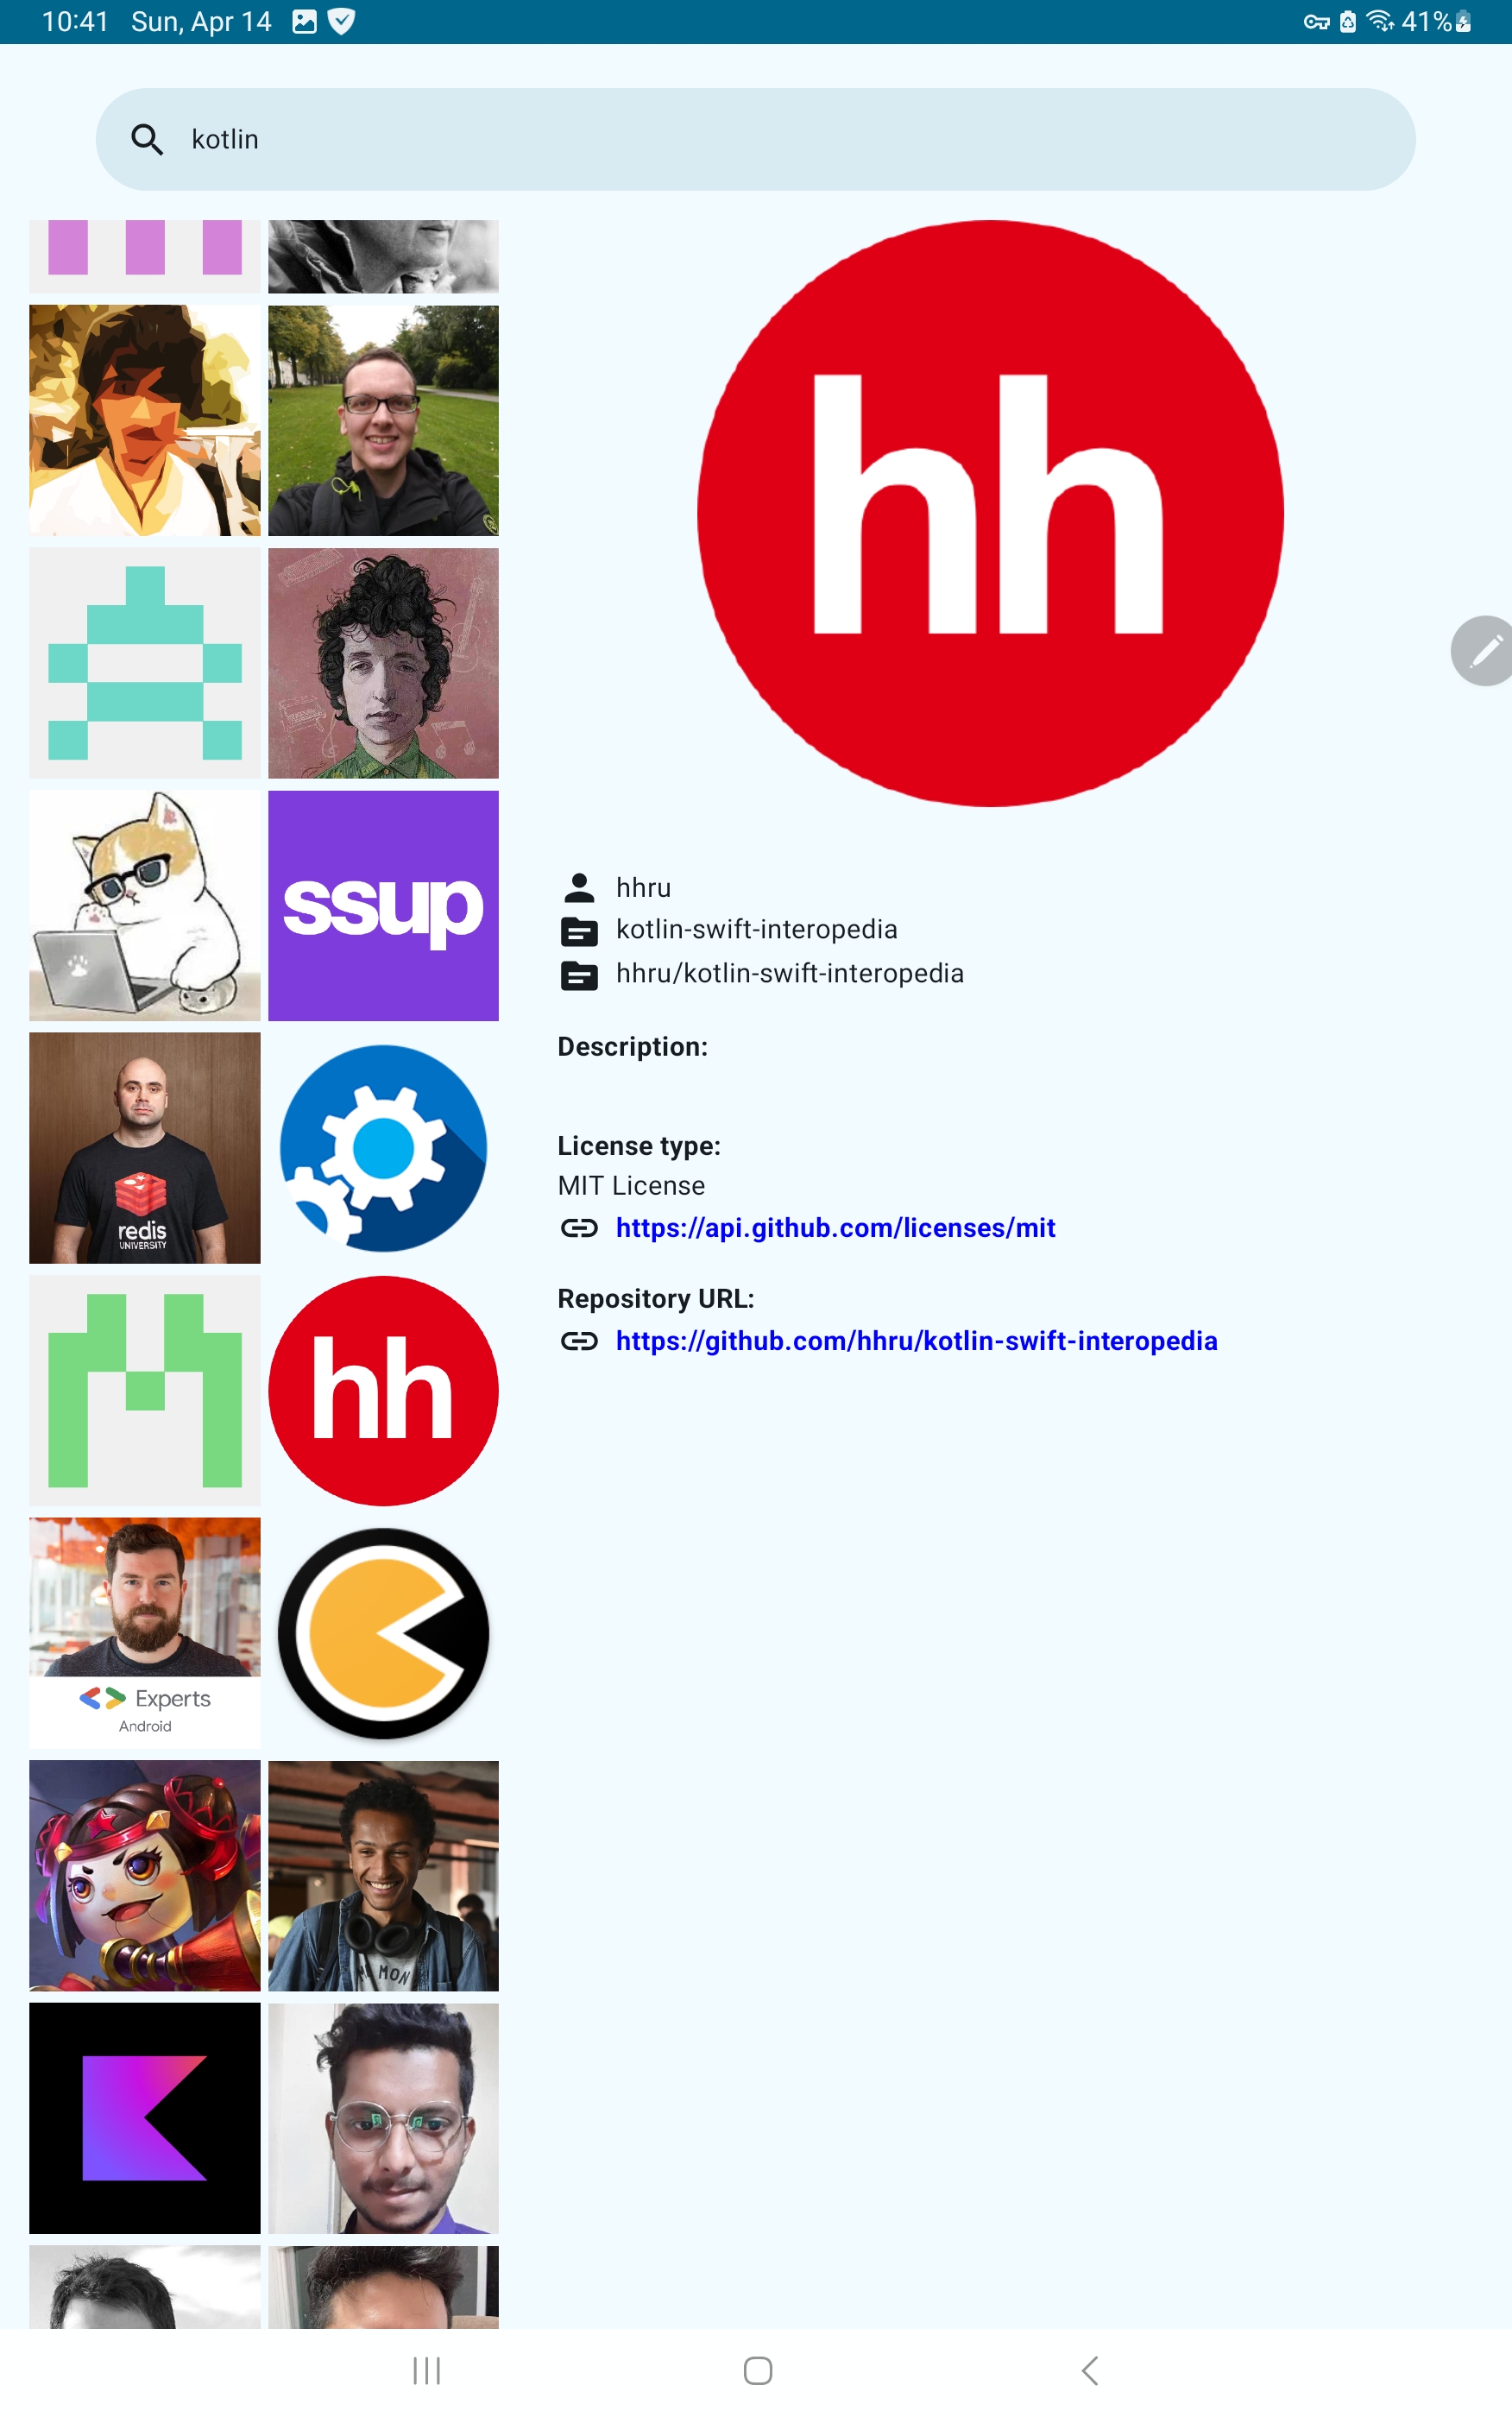 10:41 Sun, Apr 14 41%
kotlin
hh
ssup
redis
UNIVERSITY
hh
Experts
Android
MON
hhru
kotlin-swift-interopedia
hhru/kotlin-swift-interopedia
Description:
License type:
MIT License
https://api.github.com/licenses/mit
Repository URL:
https://github.com/hhru/kotlin-swift-interopedia